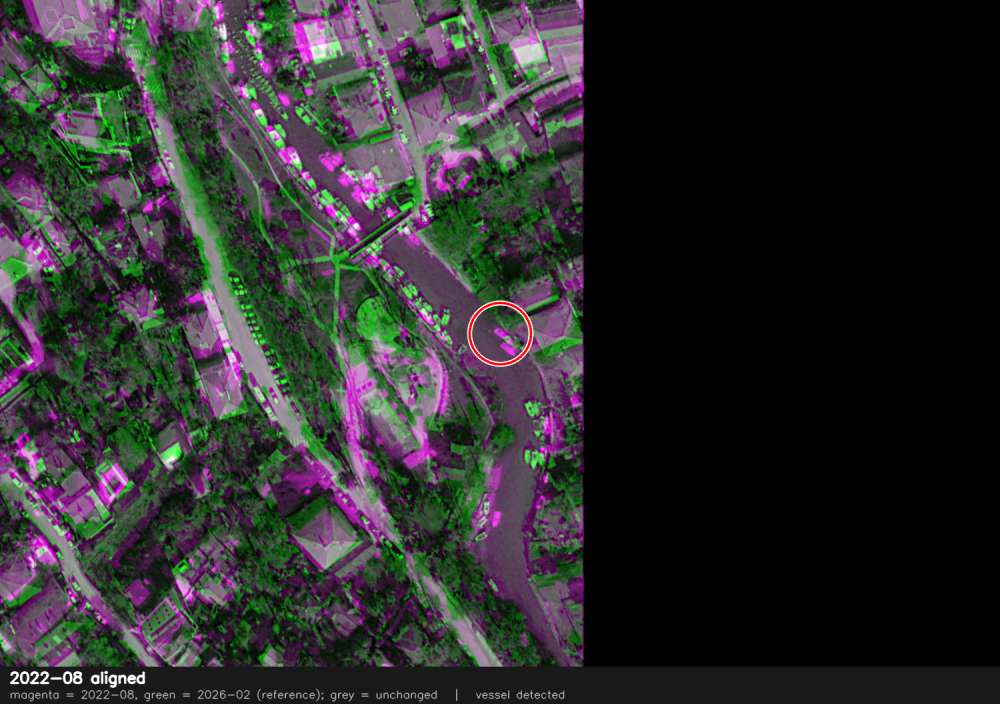 2022-08 aligned
magenta = 2022-08, green = 2026-02 (reference); grey = unchanged | vessel detected